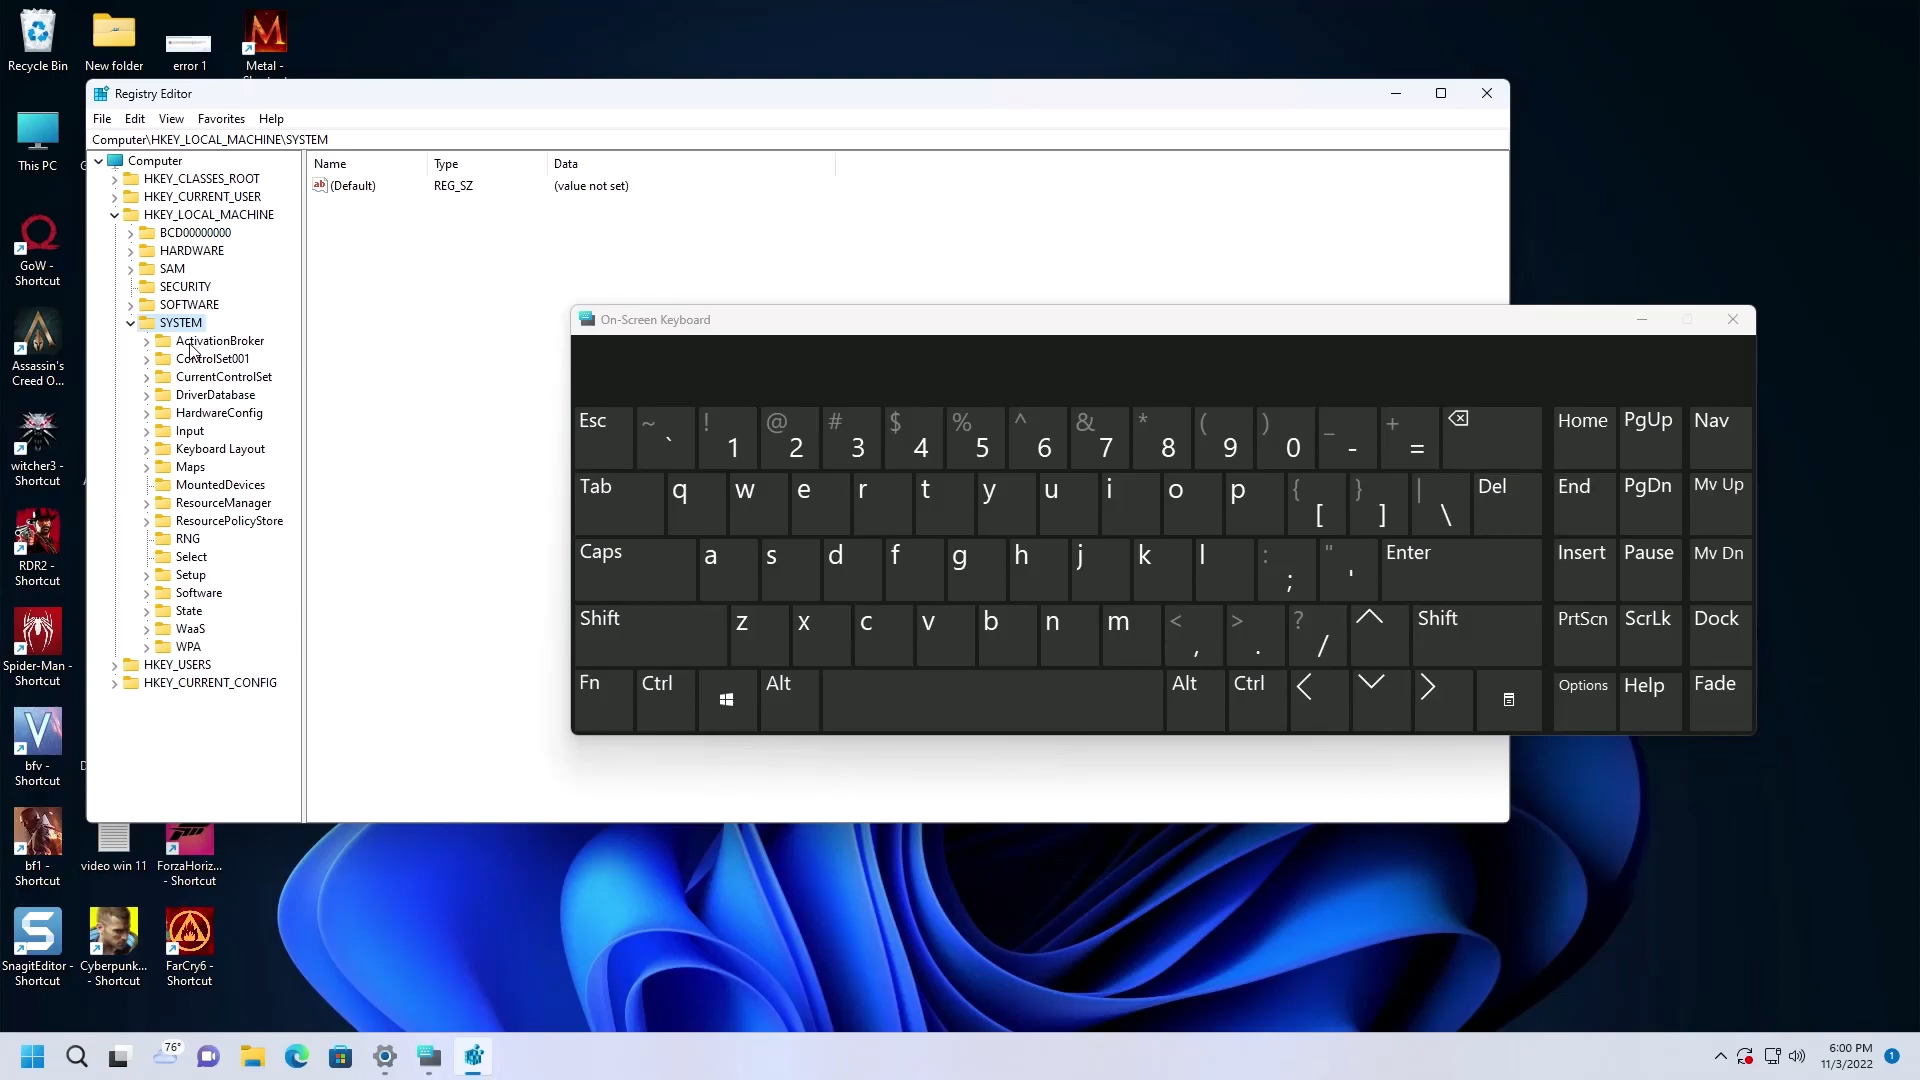 Recycle Bin
New folder
error 1
Metal -
This PC
GoW -
Shortcut
Assassin's
Creed O...
witcher3 -
Shortcut
RDR2 -
Shortcut
Spider-Man -
Shortcut
bfv -
Shortcut
bf1 -
Shortcut
video win 11
ForzaHoriz...
- Shortcut
SnagitEditor -
Shortcut
Cyberpunk...
- Shortcut
FarCry6 -
Shortcut
Registry Editor
File Edit View Favorites Help
Computer\HKEY_LOCAL_MACHINE\SYSTEM
Computer
HKEY_CLASSES_ROOT
HKEY_CURRENT_USER
HKEY_LOCAL_MACHINE
BCD00000000
HARDWARE
SAM
SECURITY
SOFTWARE
SYSTEM
ActivationBroker
ControlSet001
CurrentControlSet
DriverDatabase
HardwareConfig
Input
Keyboard Layout
Maps
MountedDevices
ResourceManager
ResourcePolicyStore
RNG
Select
Setup
Software
State
WaaS
WPA
HKEY_USERS
HKEY_CURRENT_CONFIG
Name Type Data
ab (Default) REG_SZ (value not set)
On-Screen Keyboard
Esc ~ ` ! 1 @ 2 # 3 $ 4 % 5 ^ 6 & 7 * 8 ( 9 ) 0 _ - + = Home PgUp Nav
Tab q w e r t y u i o p { [ } ] | \ Del End PgDn Mv Up
Caps a s d f g h j k l : ; " ' Enter Insert Pause Mv Dn
Shift z x c v b n m < , > . ? / Shift PrtScn ScrLk Dock
Fn Ctrl Alt Alt Ctrl Options Help Fade
76°
6:00 PM
11/3/2022
1